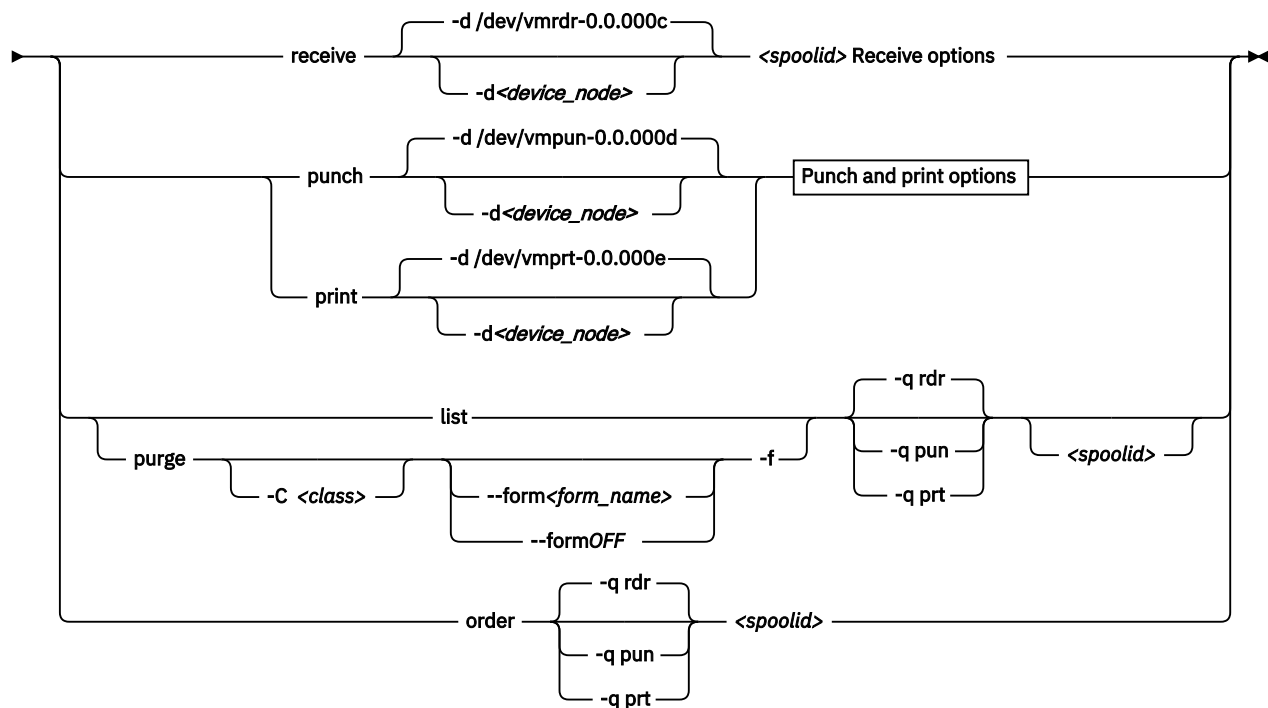 -d /dev/vmrdr-0.0.000c
receive
<spoolid> Receive options
-d<device_node>
-d /dev/vmpun-0.0.000d
punch
Punch and print options
-d<device_node>
-d /dev/vmprt-0.0.000e
print
-d<device_node>
-q rdr
list
-q pun
<spoolid>
purge
-f
-C <class>
--form<form_name>
-q prt
--formOFF
-q rdr
order
<spoolid>
-q pun
-q prt